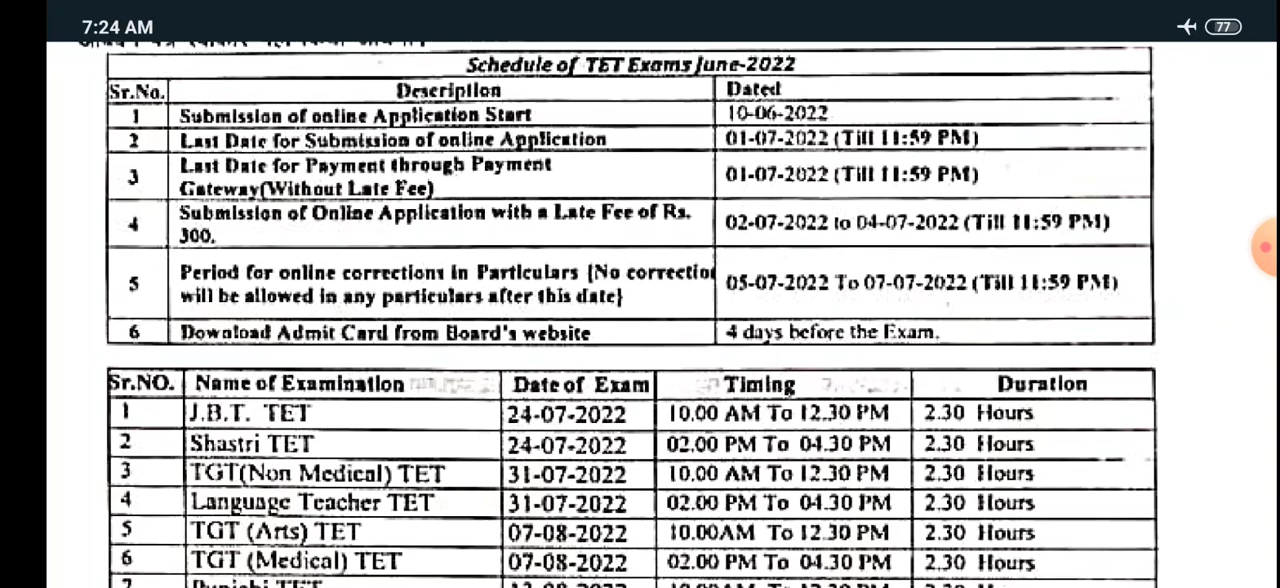 7:24 AM
77
Schedule of TET Exams June-2022
Sr.No. Description Dated
1 Submission of online Application Start 10-06-2022
2 Last Date for Submission of online Application 01-07-2022 (Till 11:59 PM)
3 Last Date for Payment through Payment Gateway(Without Late Fee) 01-07-2022 (Till 11:59 PM)
4 Submission of Online Application with a Late Fee of Rs. 300. 02-07-2022 to 04-07-2022 (Till 11:59 PM)
5 Period for online corrections in Particulars {No correction will be allowed in any particulars after this date} 05-07-2022 To 07-07-2022 (Till 11:59 PM)
6 Download Admit Card from Board's website 4 days before the Exam.
Sr.NO. Name of Examination Date of Exam Timing Duration
1 J.B.T. TET 24-07-2022 10.00 AM To 12.30 PM 2.30 Hours
2 Shastri TET 24-07-2022 02.00 PM To 04.30 PM 2.30 Hours
3 TGT(Non Medical) TET 31-07-2022 10.00 AM To 12.30 PM 2.30 Hours
4 Language Teacher TET 31-07-2022 02.00 PM To 04.30 PM 2.30 Hours
5 TGT (Arts) TET 07-08-2022 10.00AM To 12.30 PM 2.30 Hours
6 TGT (Medical) TET 07-08-2022 02.00 PM To 04.30 PM 2.30 Hours